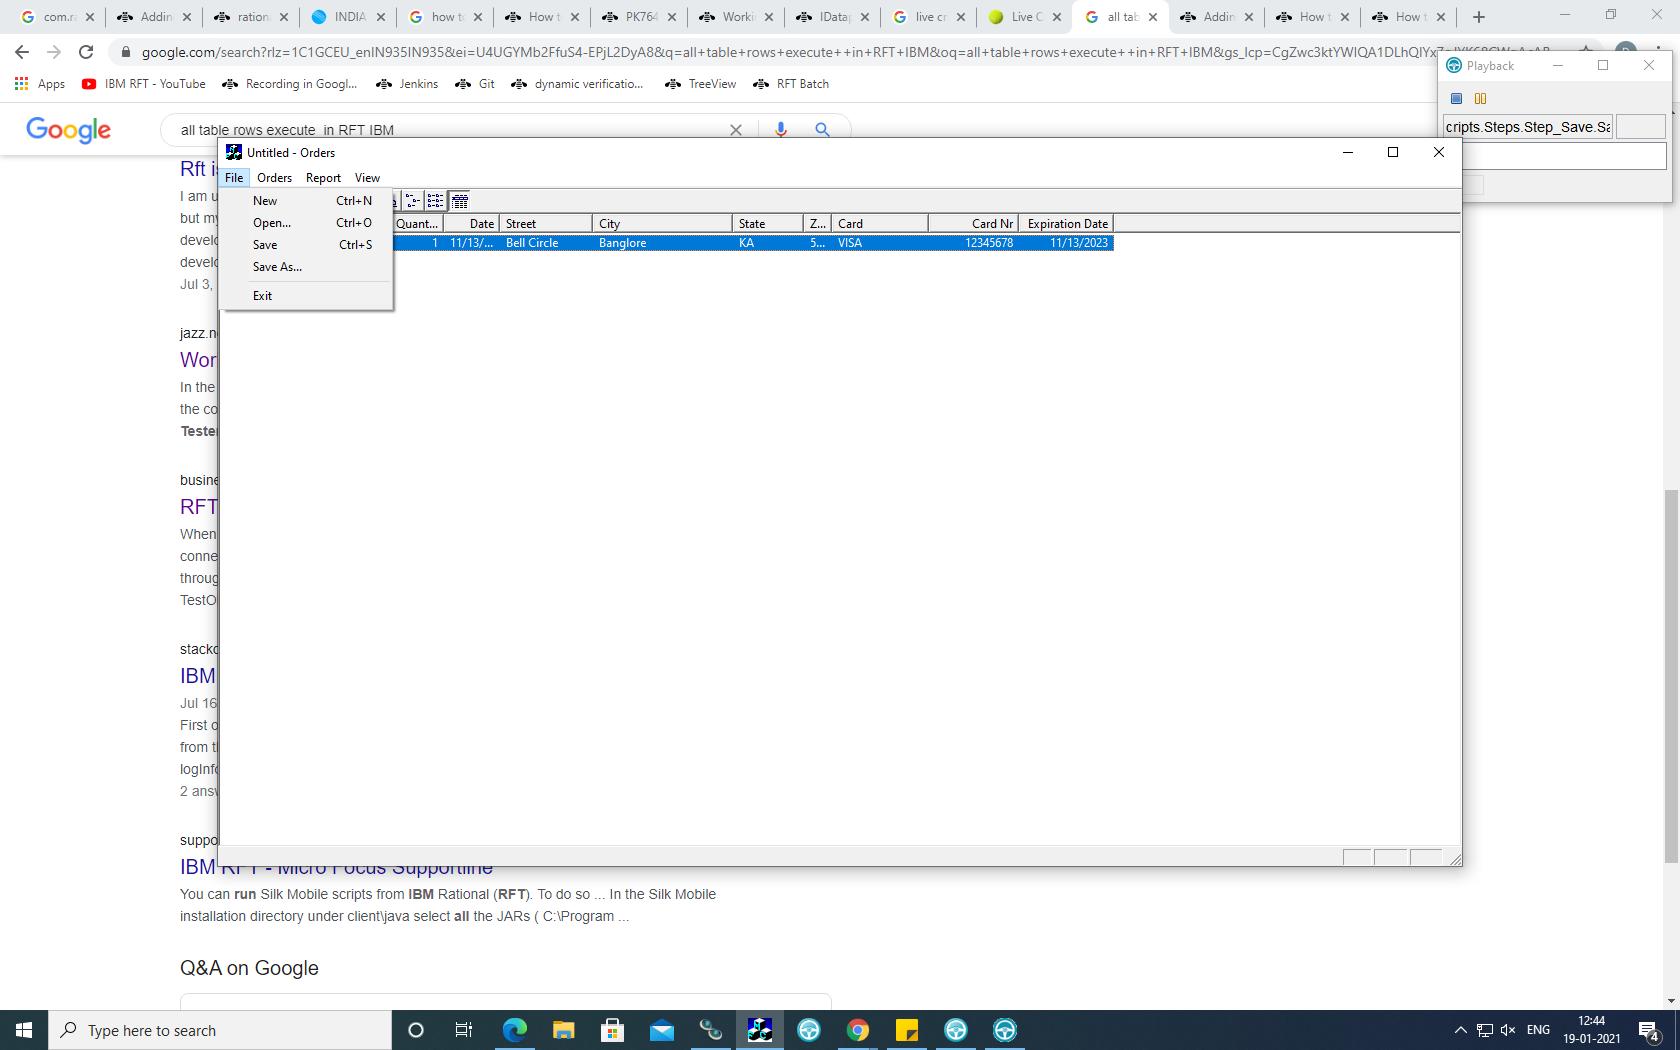 com.ra
Addin
ration
INDIA
how to
How t
PK764
Worki
IDatap
live cr
Live C
all tab
Addin
How t
How t
google.com/search?rlz=1C1GCEU_enIN935IN935&ei=U4UGYMb2FfuS4-EPjL2DyA8&q=all+table+rows+execute++in+RFT+IBM&oq=all+table+rows+execute++in+RFT+IBM&gs_lcp=CgZwc3ktYWIQA1DLhQIYx
Playback
Apps
IBM RFT - YouTube
Recording in Googl...
Jenkins
Git
dynamic verificatio...
TreeView
RFT Batch
Google
all table rows execute in RFT IBM
cripts.Steps.Step_Save.Sa
Untitled - Orders
File Orders Report View
New Ctrl+N
Open... Ctrl+O
Save Ctrl+S
Save As...
Exit
Quant... Date Street City State Z... Card Card Nr Expiration Date
1 11/13/... Bell Circle Banglore KA 5... VISA 12345678 11/13/2023
Rft is
I am u
but my
develo
develo
Jul 3,
jazz.n
Wor
In the
the co
Tester
busine
RFT
When
conne
throug
TestO
stacko
IBM
Jul 16
First o
from th
logInfo
2 answ
suppo
IBM RFT - Micro Focus Supportline
You can run Silk Mobile scripts from IBM Rational (RFT). To do so ... In the Silk Mobile
installation directory under client\java select all the JARs ( C:\Program ...
Q&A on Google
Type here to search
ENG
12:44
19-01-2021
4